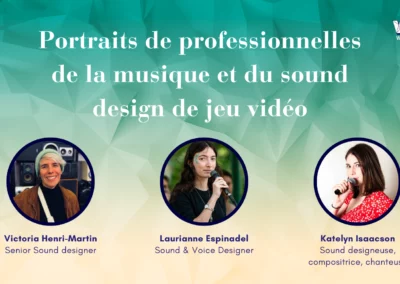 Portraits de professionnelles
de la musique et du sound
design de jeu vidéo
Victoria Henri-Martin
Senior Sound designer
Laurianne Espinadel
Sound & Voice Designer
Katelyn Isaacson
Sound designeuse,
compositrice, chanteus